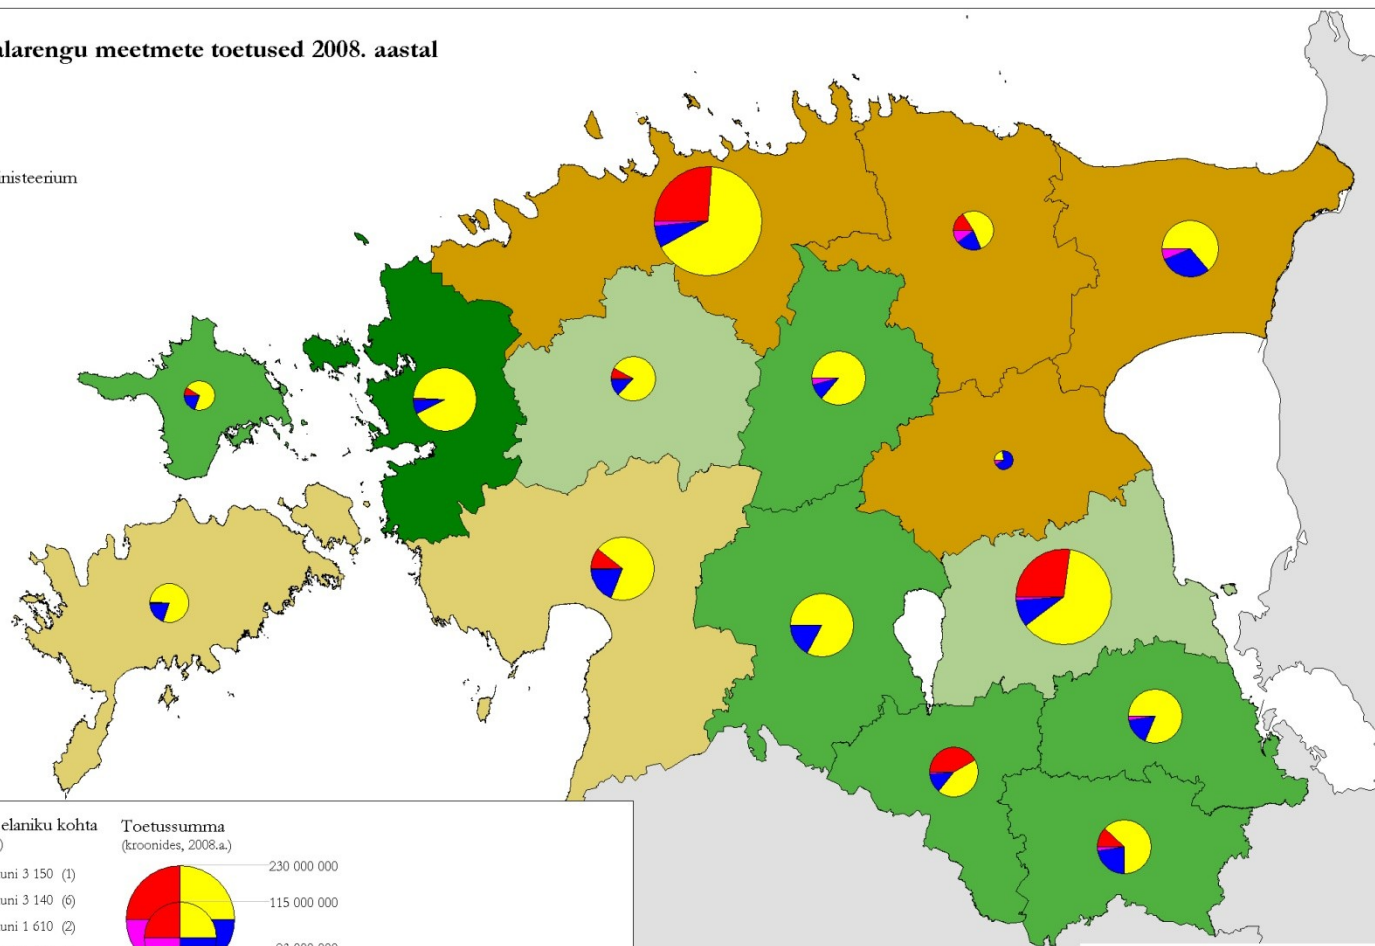 alarengu meetmete toetused 2008. aastal
inisteerium
elaniku kohta
)
Toetussumma
(kroonides, 2008.a.)
uni 3 150 (1)
uni 3 140 (6)
uni 1 610 (2)
230 000 000
115 000 000